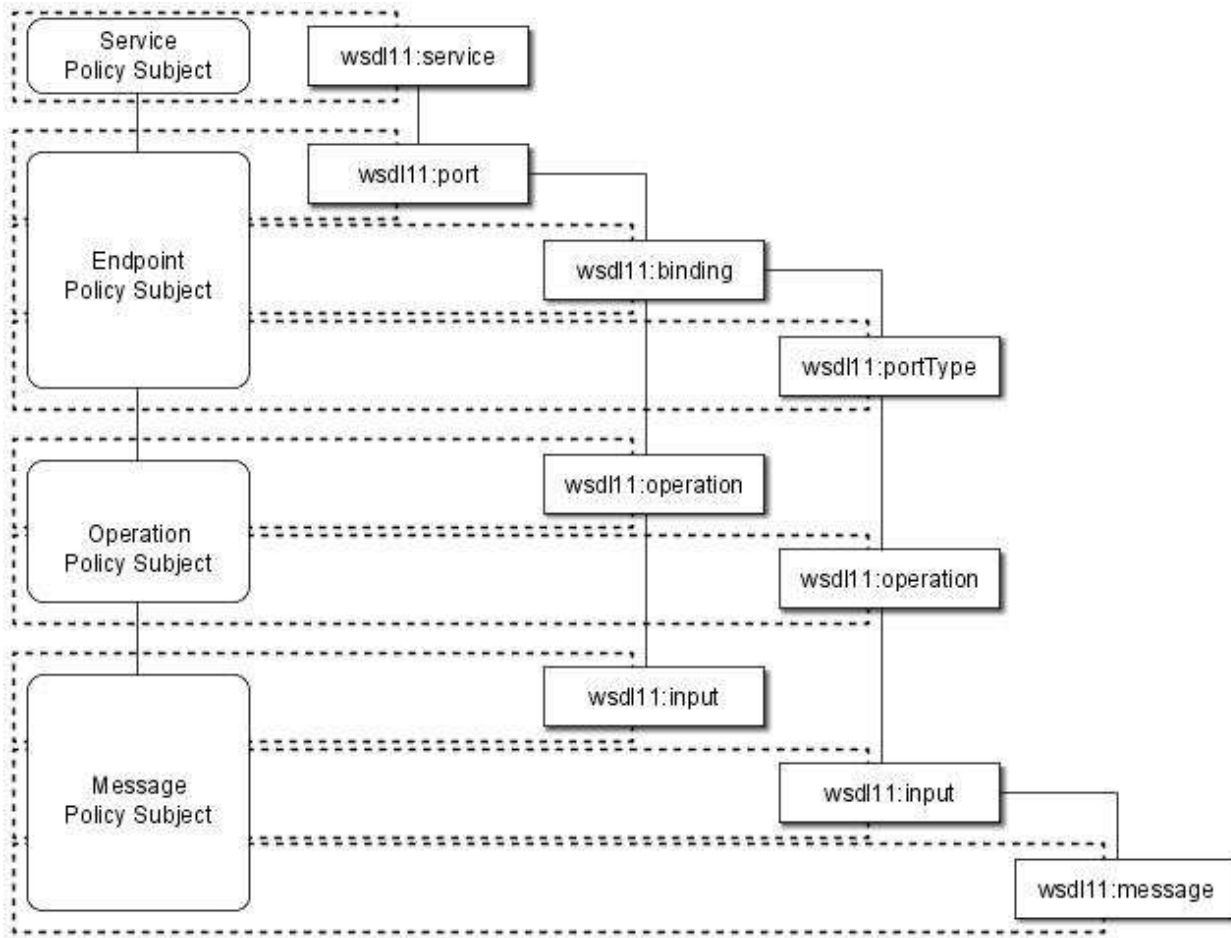 Service
Policy Subject
wsdl11:service
wsdl11:port
Endpoint
Policy Subject
wsdl11:binding
wsdl11:portType
wsdl11:operation
Operation
Policy Subject
wsdl11:operation
wsdl11:input
Message
Policy Subject
wsdl11:input
wsdl11:message